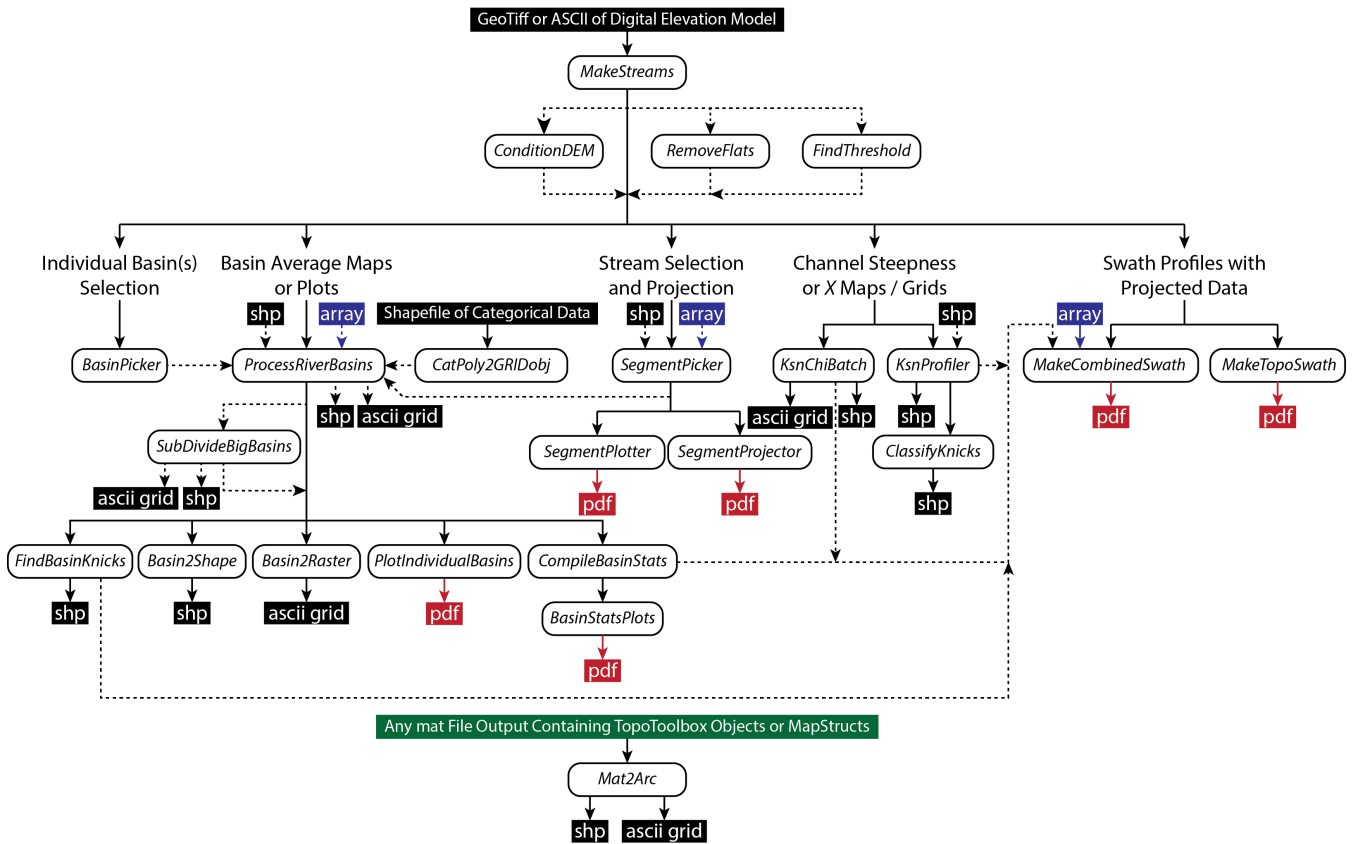 GeoTiff or ASCII of Digital Elevation Model
MakeStreams
ConditionDEM
RemoveFlats
FindThreshold
Individual Basin(s)
Selection
Basin Average Maps
or Plots
Stream Selection
and Projection
Channel Steepness
or X Maps / Grids
Swath Profiles with
Projected Data
shp
array
Shapefile of Categorical Data
shp
array
shp
array
BasinPicker
ProcessRiverBasins
CatPoly2GRIDobj
SegmentPicker
KsnChiBatch
KsnProfiler
MakeCombinedSwath
MakeTopoSwath
shp
ascii grid
ascii grid
shp
shp
pdf
pdf
SubDivideBigBasins
SegmentPlotter
SegmentProjector
ClassifyKnicks
ascii grid
shp
pdf
pdf
shp
FindBasinKnicks
Basin2Shape
Basin2Raster
PlotIndividualBasins
CompileBasinStats
shp
shp
ascii grid
pdf
BasinStatsPlots
pdf
Any mat File Output Containing TopoToolbox Objects or MapStructs
Mat2Arc
shp
ascii grid